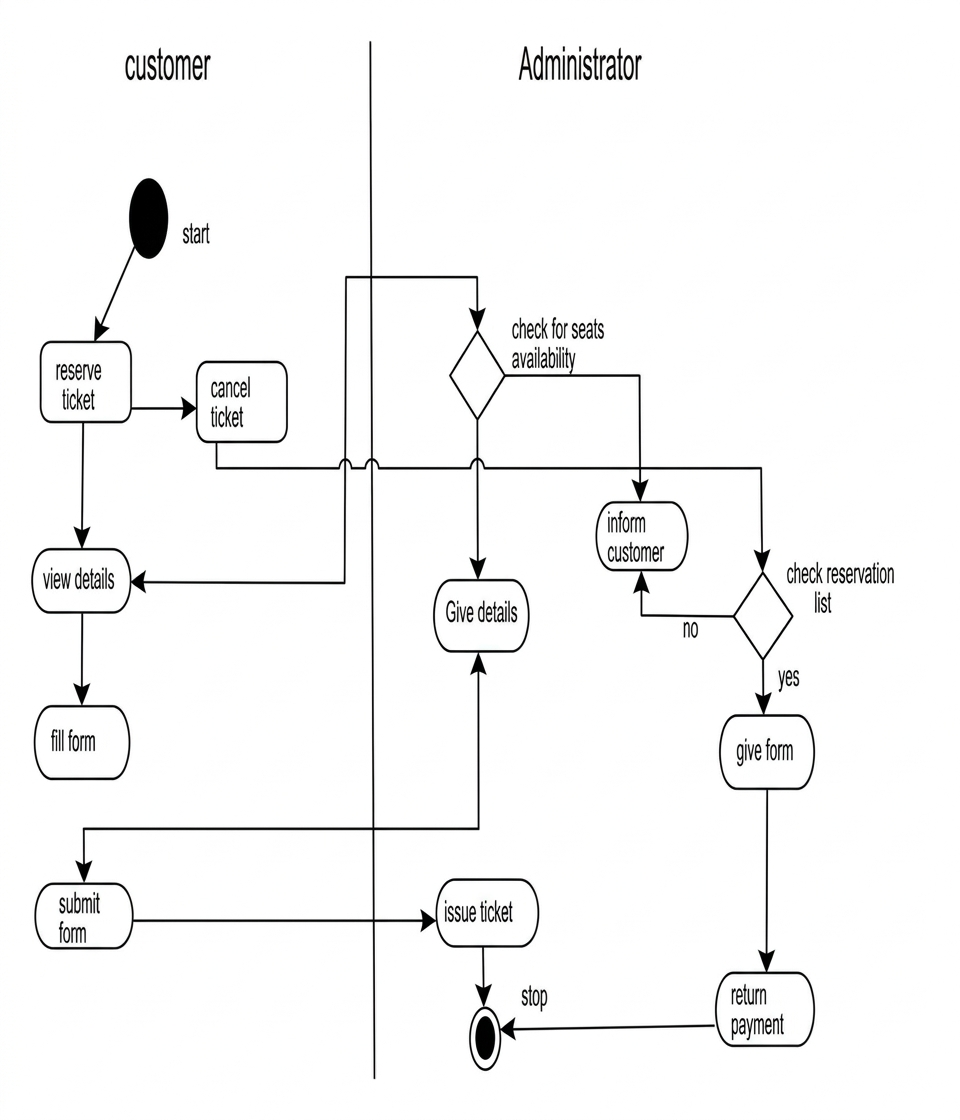 customer
Administrator
start
reserve
ticket
cancel
ticket
check for seats
availability
view details
inform
customer
check reservation
list
Give details
no
yes
fill form
give form
submit
form
issue ticket
stop
return
payment